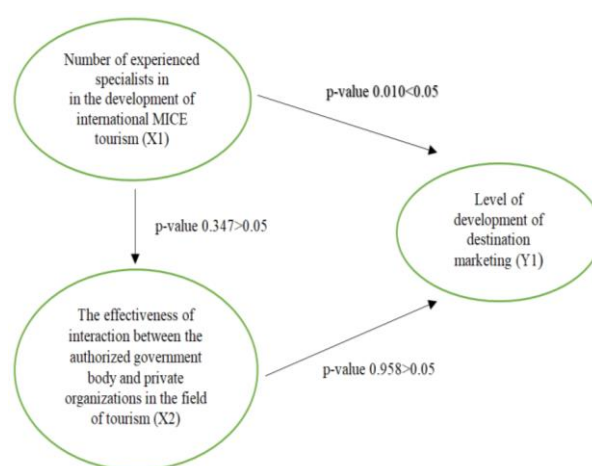 Number of experienced
specialists in
in the development of
international MICE
tourism (X1)
p-value 0.010<0.05
Level of
development of
destination
marketing (Y1)
p-value 0.347>0.05
The effectiveness of
interaction between the
authorized government
body and private
organizations in the field
of tourism (X2)
p-value 0.958>0.05